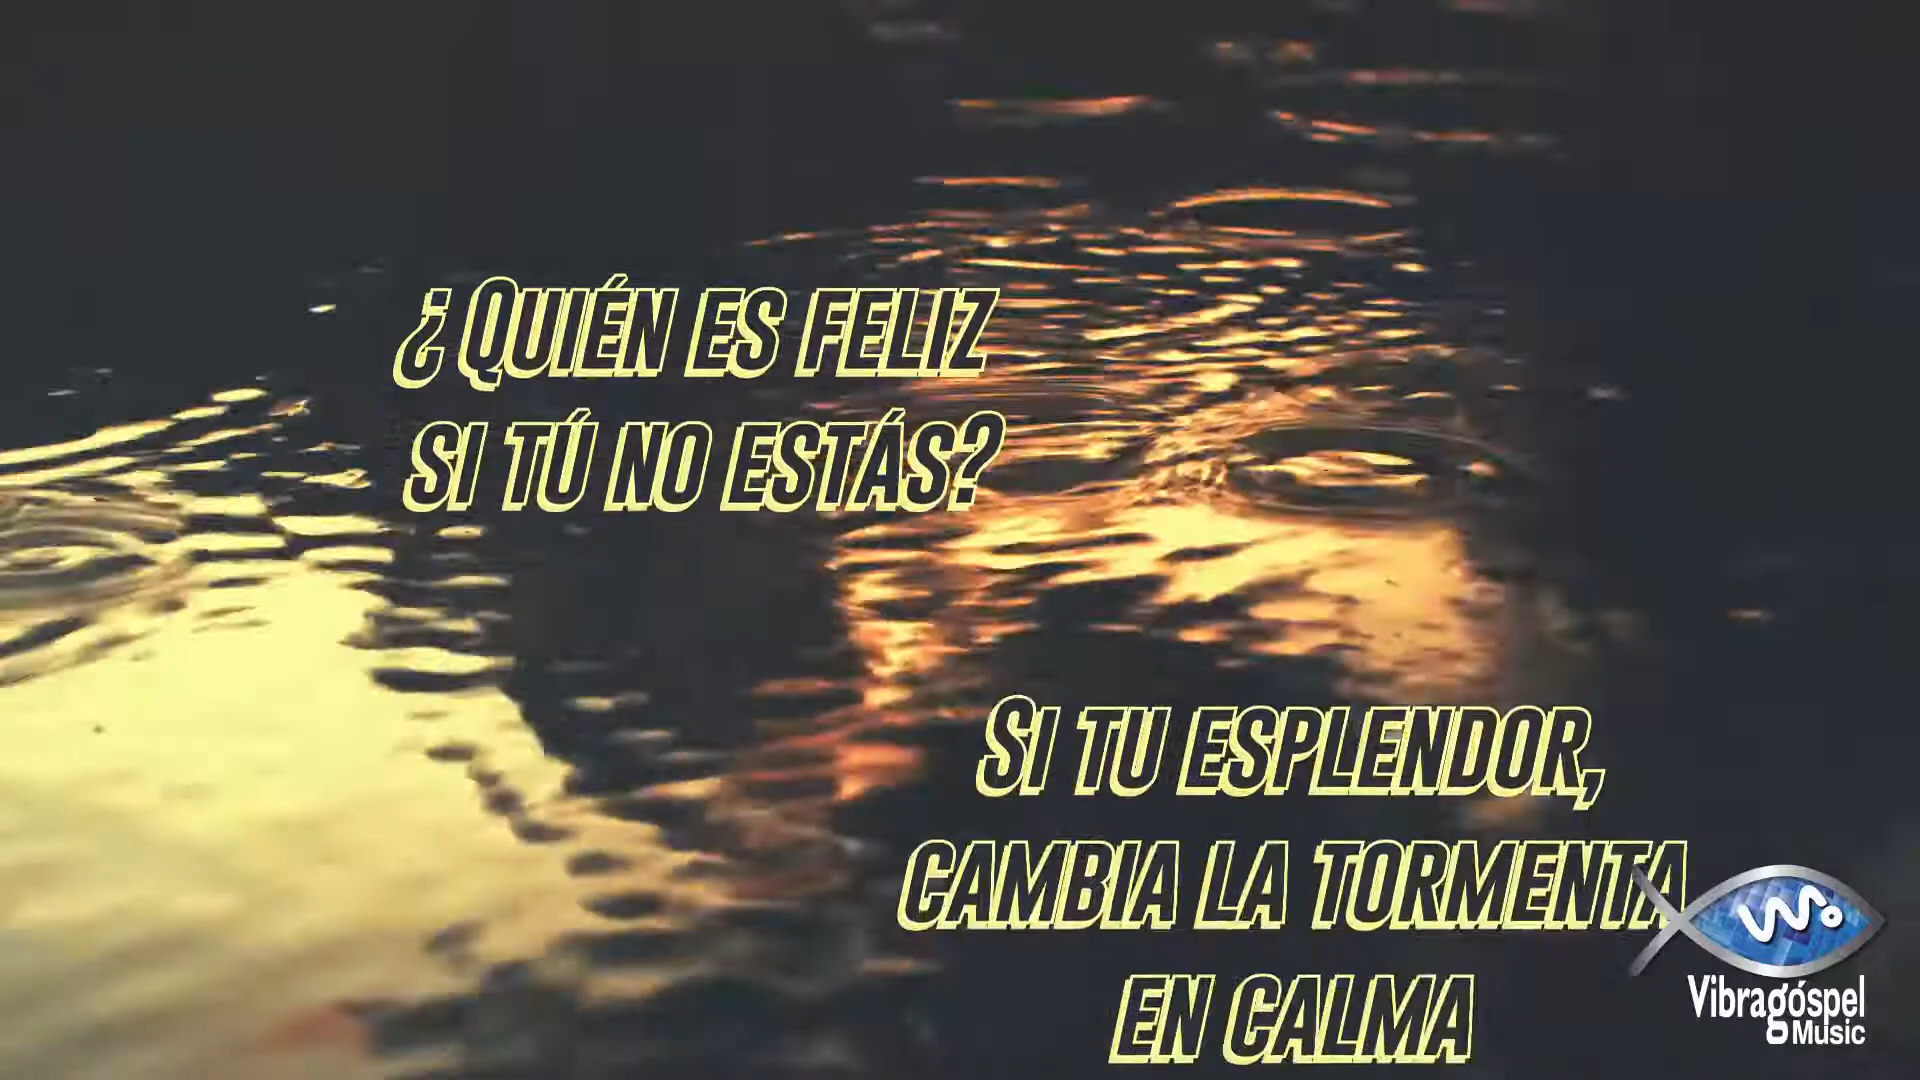 ¿Quién es feliz
si tú no estás?
Si tu esplendor,
cambia la tormenta
en calma
Vibragóspel
Music